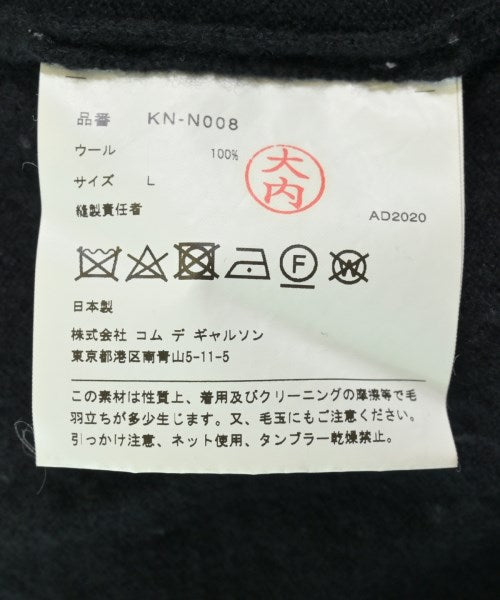 品番 KN-N008
ウール 100%
サイズ L
縫製責任者
大内
AD2020
F W
日本製
株式会社 コム デ ギャルソン
東京都港区南青山5-11-5
この素材は性質上、着用及びクリーニングの摩擦等で毛
羽立ちが多少生じます。又、毛玉にもご注意ください。
引っかけ注意、ネット使用、タンブラー乾燥禁止。